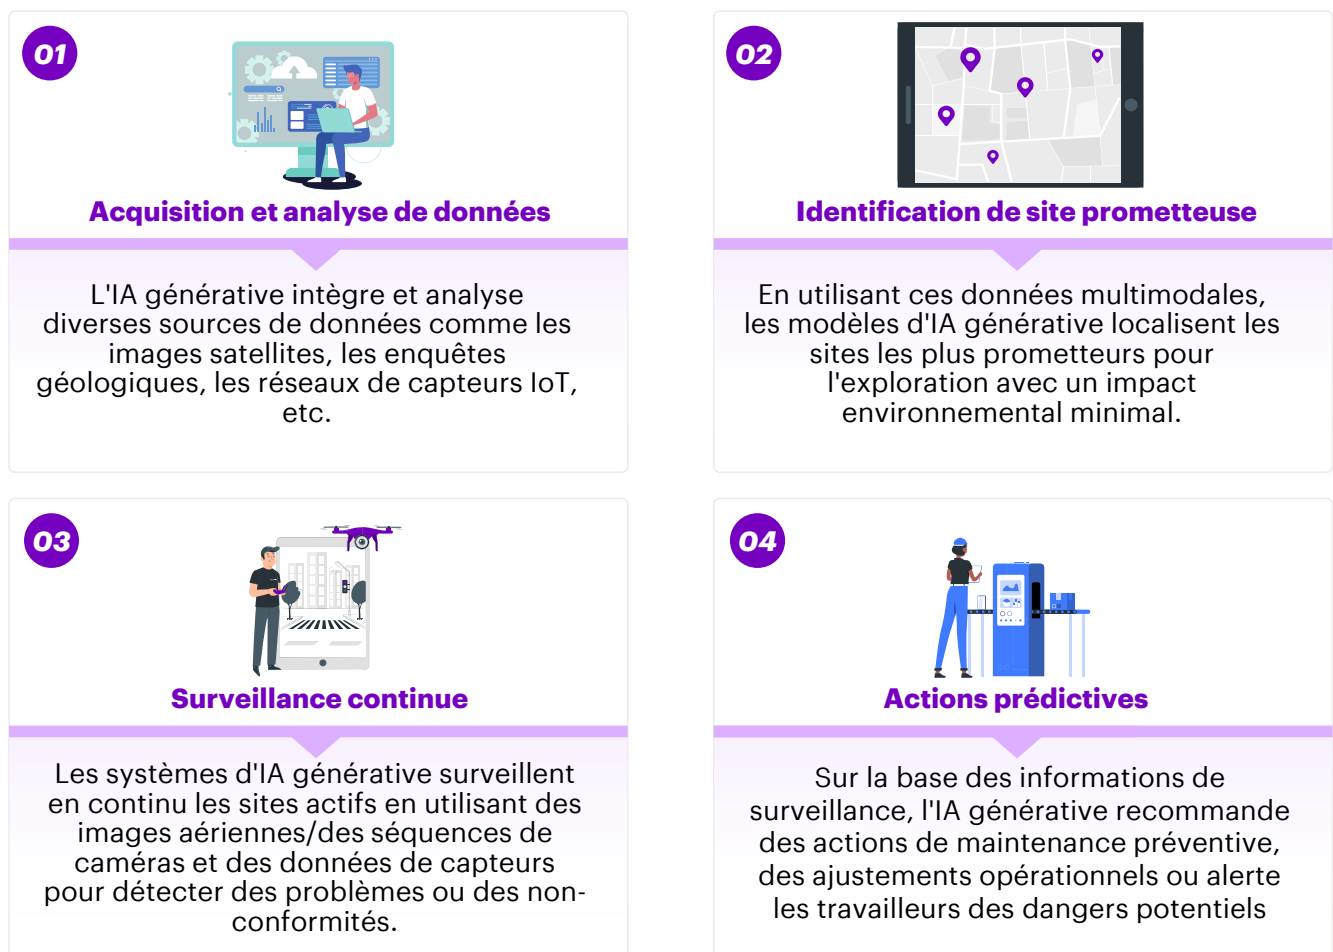 01
Acquisition et analyse de données
L'IA générative intègre et analyse
diverses sources de données comme les
images satellites, les enquêtes
géologiques, les réseaux de capteurs IoT,
etc.
02
Identification de site prometteuse
En utilisant ces données multimodales,
les modèles d'IA générative localisent les
sites les plus prometteurs pour
l'exploration avec un impact
environnemental minimal.
03
Surveillance continue
Les systèmes d'IA générative surveillent
en continu les sites actifs en utilisant des
images aériennes/des séquences de
caméras et des données de capteurs
pour détecter des problèmes ou des non-
conformités.
04
Actions prédictives
Sur la base des informations de
surveillance, l'IA générative recommande
des actions de maintenance préventive,
des ajustements opérationnels ou alerte
les travailleurs des dangers potentiels